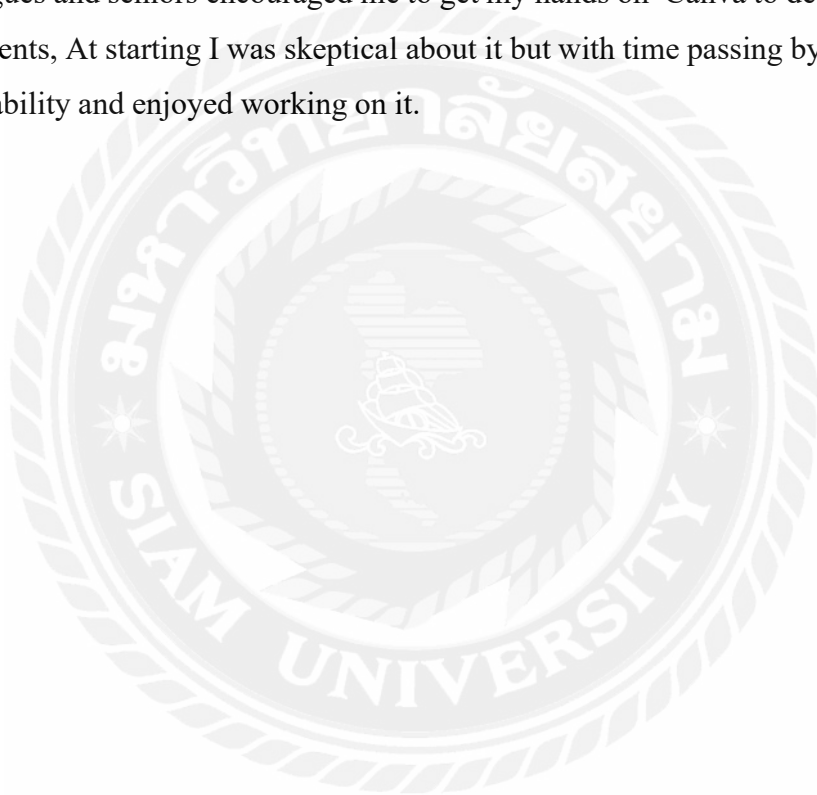 gues and seniors encouraged me to get my hands on Canva to de
ents, At starting I was skeptical about it but with time passing by
ability and enjoyed working on it.
มหาวิทยาลัยสยาม
SIAM UNIVERSITY